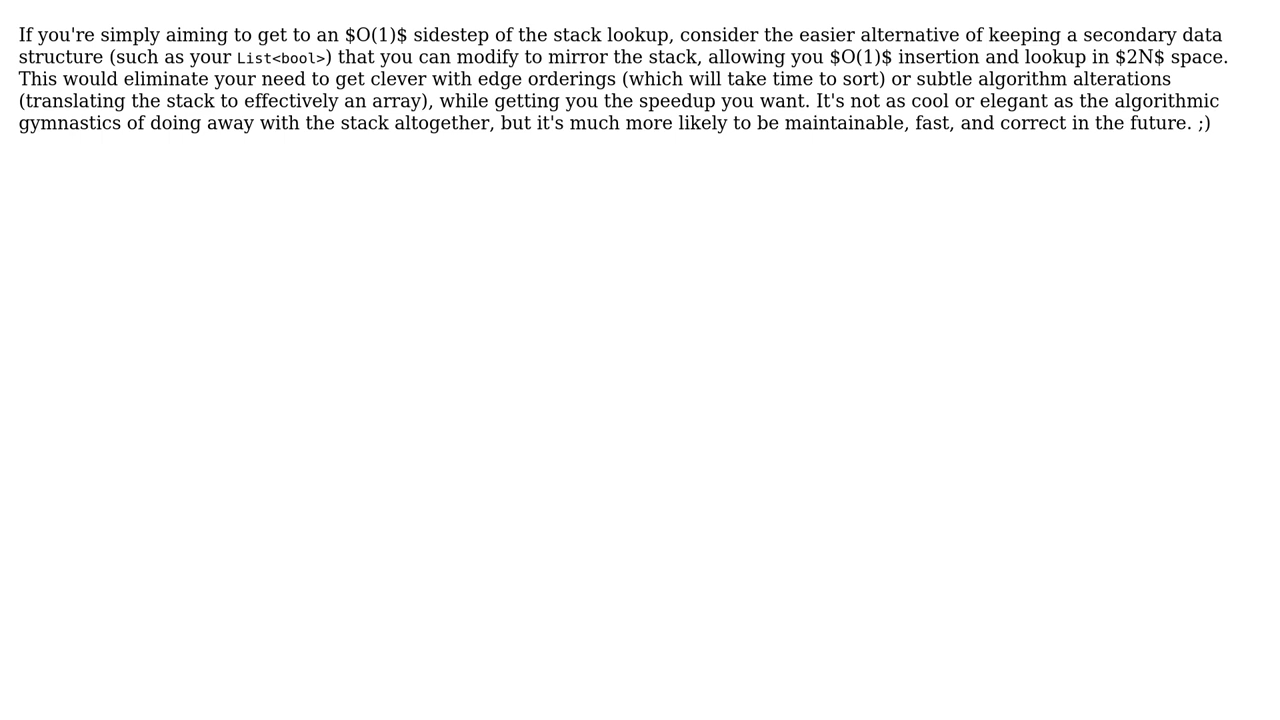 If you're simply aiming to get to an $O(1)$ sidestep of the stack lookup, consider the easier alternative of keeping a secondary data
structure (such as your List<bool>) that you can modify to mirror the stack, allowing you $O(1)$ insertion and lookup in $2N$ space.
This would eliminate your need to get clever with edge orderings (which will take time to sort) or subtle algorithm alterations
(translating the stack to effectively an array), while getting you the speedup you want. It's not as cool or elegant as the algorithmic
gymnastics of doing away with the stack altogether, but it's much more likely to be maintainable, fast, and correct in the future. ;)